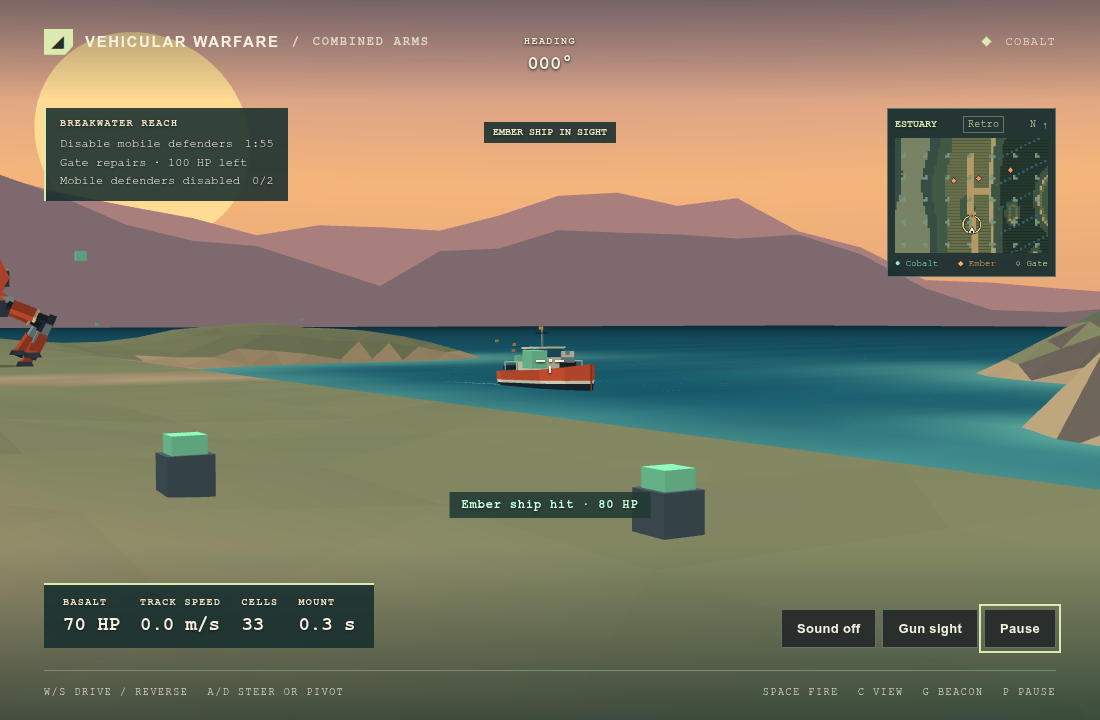 VEHICULAR WARFARE / COMBINED ARMS
HEADING
000°
COBALT
BREAKWATER REACH
Disable mobile defenders 1:55
Gate repairs · 100 HP left
Mobile defenders disabled 0/2
EMBER SHIP IN SIGHT
ESTUARY Retro N ↑
Cobalt Ember Gate
Ember ship hit · 80 HP
BASALT TRACK SPEED CELLS MOUNT
70 HP 0.0 m/s 33 0.3 s
Sound off Gun sight Pause
W/S DRIVE / REVERSE A/D STEER OR PIVOT
SPACE FIRE C VIEW G BEACON P PAUSE